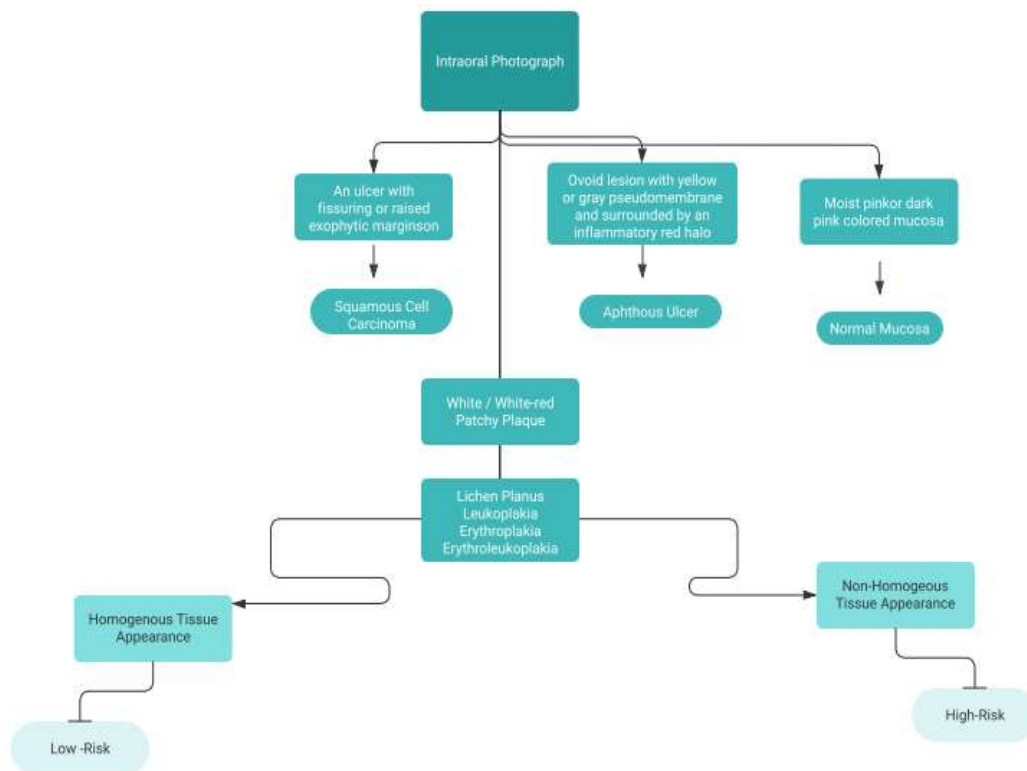 Intraoral Photograph
An ulcer with
fissuring or raised
exophytic marginson
Ovoid lesion with yellow
or gray pseudomembrane
and surrounded by an
inflammatory red halo
Moist pinkor dark
pink colored mucosa
Squamous Cell
Carcinoma
Aphthous Ulcer
Normal Mucosa
White / White-red
Patchy Plaque
Lichen Planus
Leukoplakia
Erythroplakia
Erythroleukoplakia
Homogenous Tissue
Appearance
Non-Homogeous
Tissue Appearance
Low -Risk
High-Risk